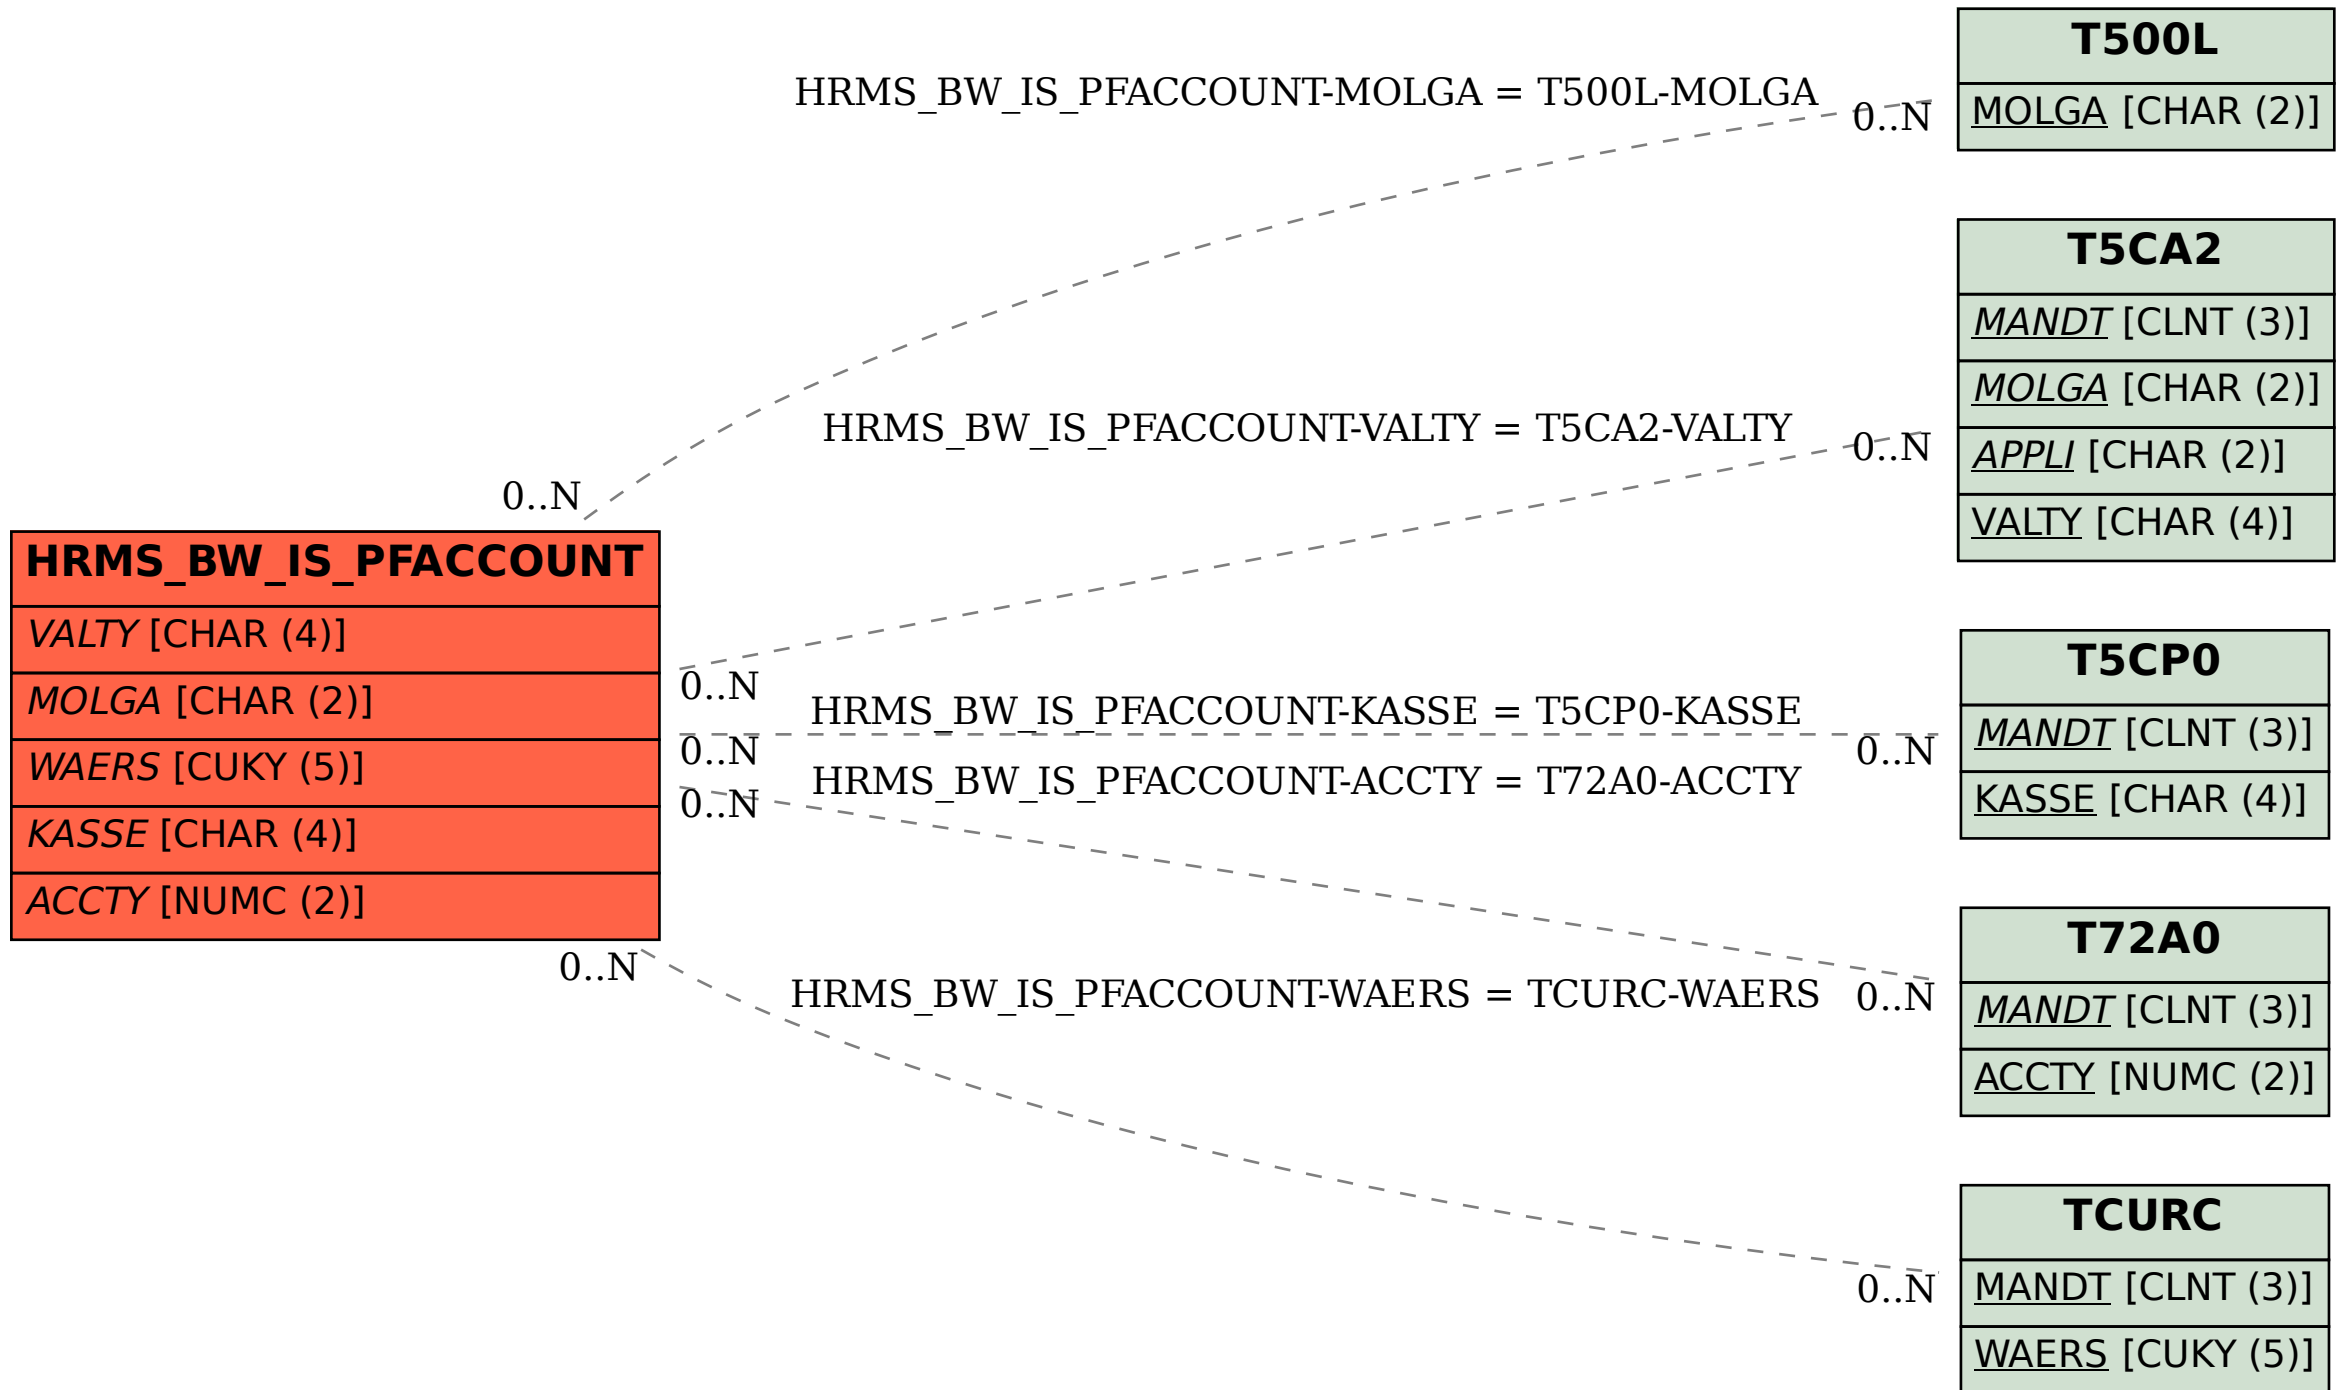 T500L
MOLGA [CHAR (2)]
HRMS_BW_IS_PFACCOUNT-MOLGA = T500L-MOLGA
0..N
0..N
T5CA2
MANDT [CLNT (3)]
MOLGA [CHAR (2)]
APPLI [CHAR (2)]
VALTY [CHAR (4)]
HRMS_BW_IS_PFACCOUNT-VALTY = T5CA2-VALTY
0..N
0..N
HRMS_BW_IS_PFACCOUNT
VALTY [CHAR (4)]
MOLGA [CHAR (2)]
WAERS [CUKY (5)]
KASSE [CHAR (4)]
ACCTY [NUMC (2)]
HRMS_BW_IS_PFACCOUNT-KASSE = T5CP0-KASSE
0..N
0..N
T5CP0
MANDT [CLNT (3)]
KASSE [CHAR (4)]
HRMS_BW_IS_PFACCOUNT-ACCTY = T72A0-ACCTY
0..N
0..N
T72A0
MANDT [CLNT (3)]
ACCTY [NUMC (2)]
HRMS_BW_IS_PFACCOUNT-WAERS = TCURC-WAERS
0..N
0..N
TCURC
MANDT [CLNT (3)]
WAERS [CUKY (5)]